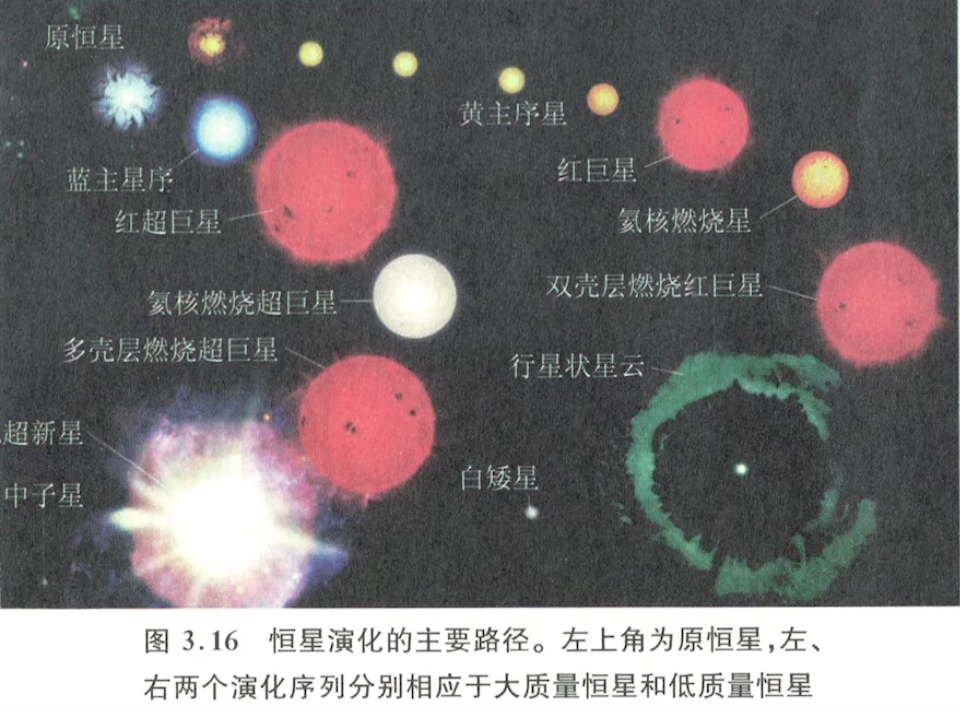 原恒星
黄主序星
蓝主星序
红巨星
红超巨星
氦核燃烧星
氦核燃烧超巨星
双壳层燃烧红巨星
多壳层燃烧超巨星
行星状星云
超新星
白矮星
中子星
图 3.16 恒星演化的主要路径。左上角为原恒星,左、
右两个演化序列分别相应于大质量恒星和低质量恒星